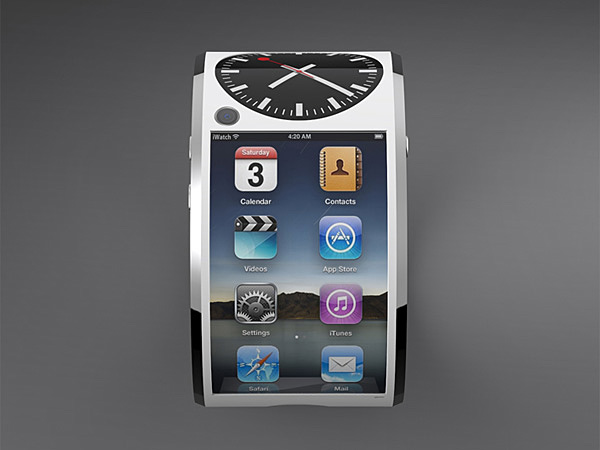 iWatch 4:20 AM
Saturday
3
Calendar Contacts
Videos App Store
Settings iTunes
Safari Mail